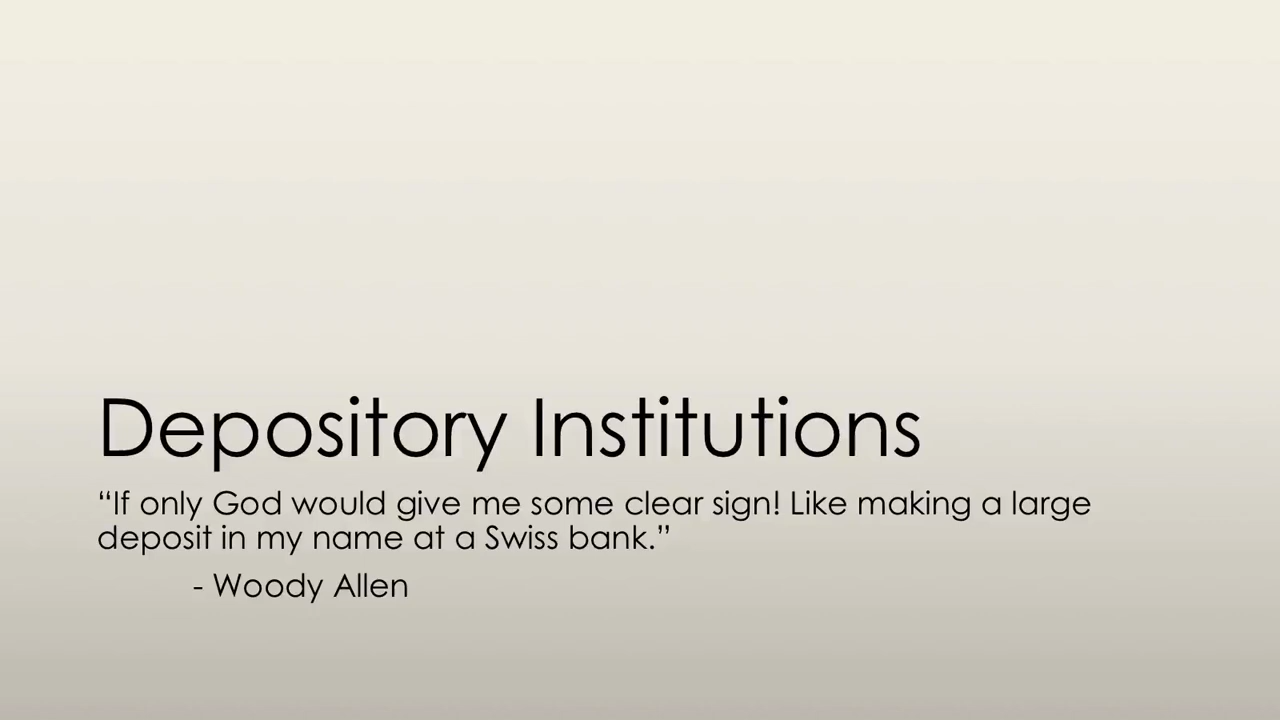 Depository Institutions
“If only God would give me some clear sign! Like making a large
deposit in my name at a Swiss bank.”
- Woody Allen